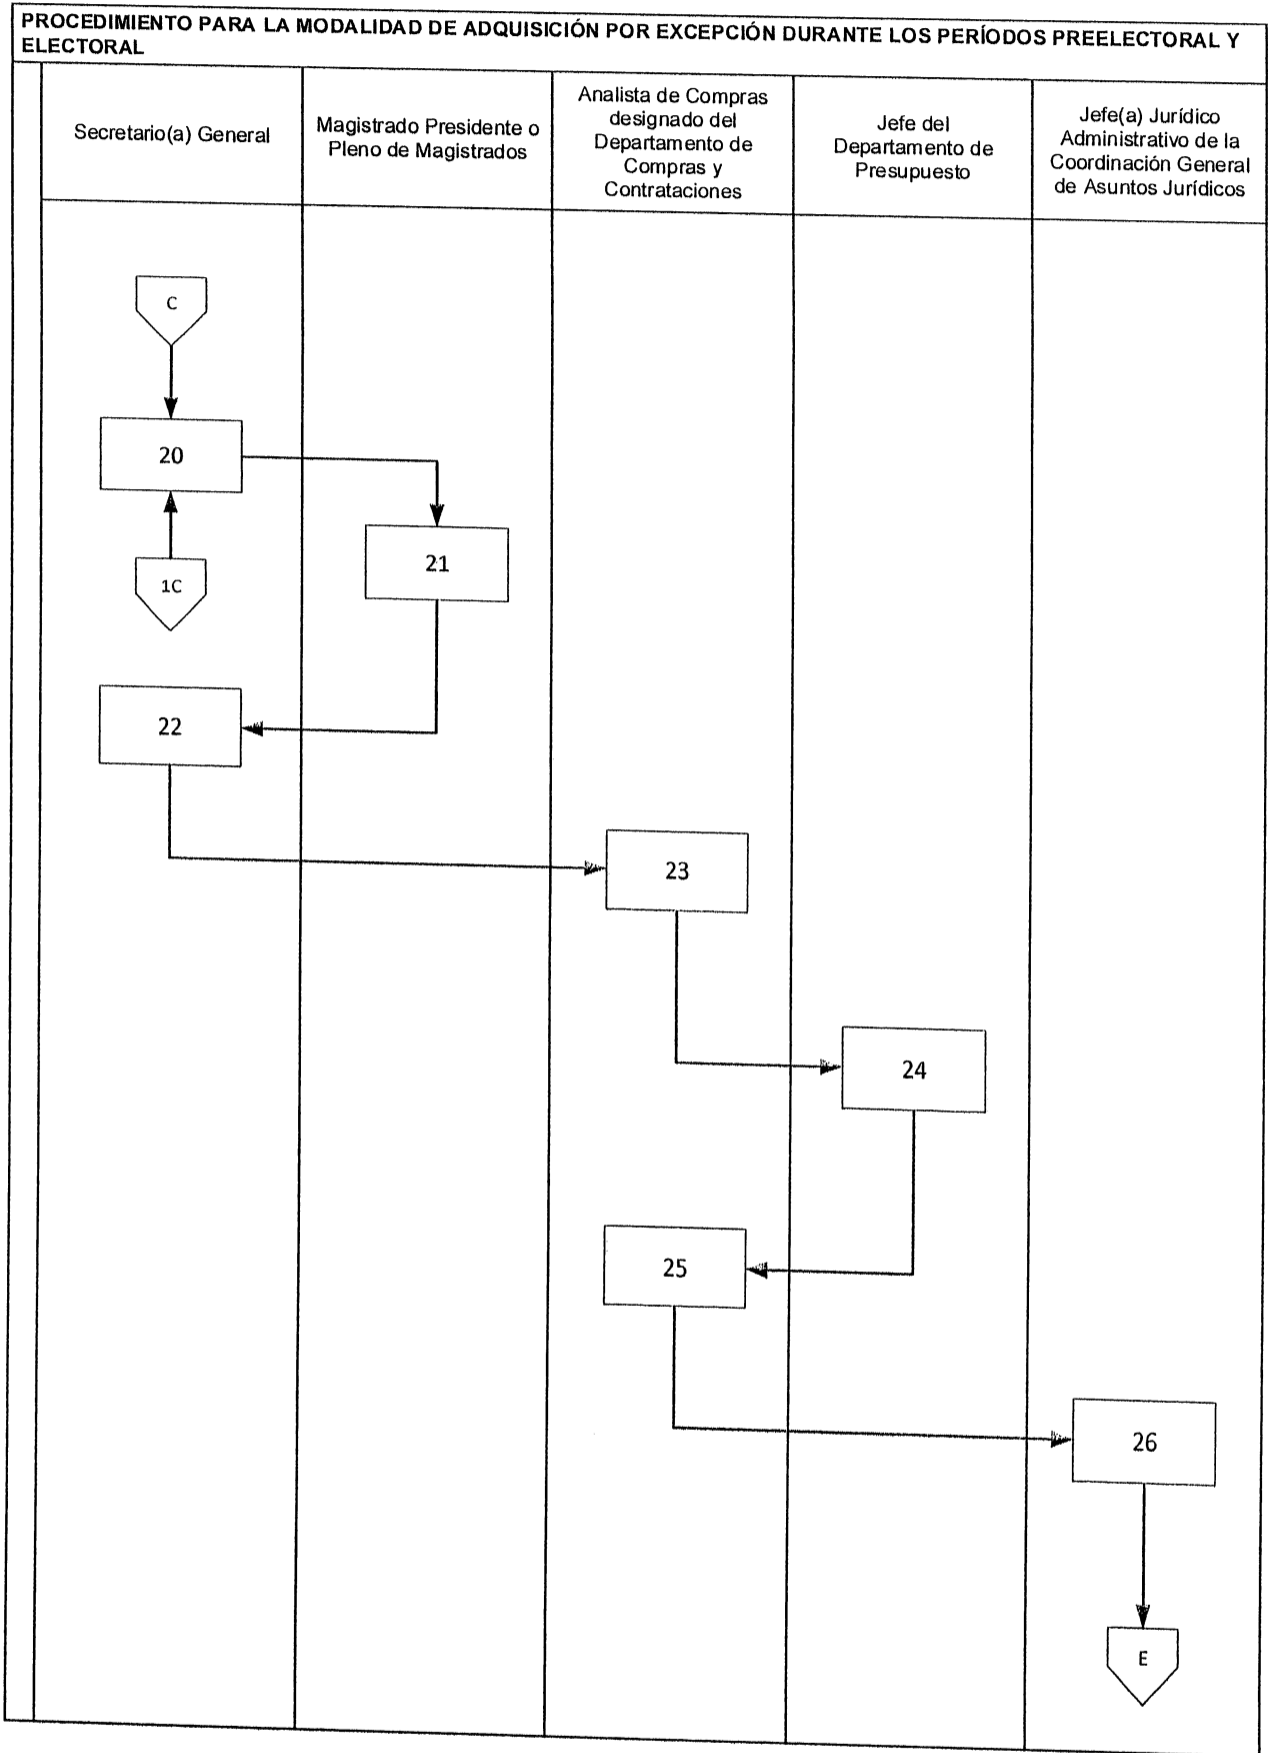 PROCEDIMIENTO PARA LA MODALIDAD DE ADQUISICIÓN POR EXCEPCIÓN DURANTE LOS PERÍODOS PREELECTORAL Y
ELECTORAL
Secretario(a) General
Magistrado Presidente o
Pleno de Magistrados
Analista de Compras
designado del
Departamento de
Compras y
Contrataciones
Jefe del
Departamento de
Presupuesto
Jefe(a) Jurídico
Administrativo de la
Coordinación General
de Asuntos Jurídicos
C
20
21
1C
22
23
24
25
26
E